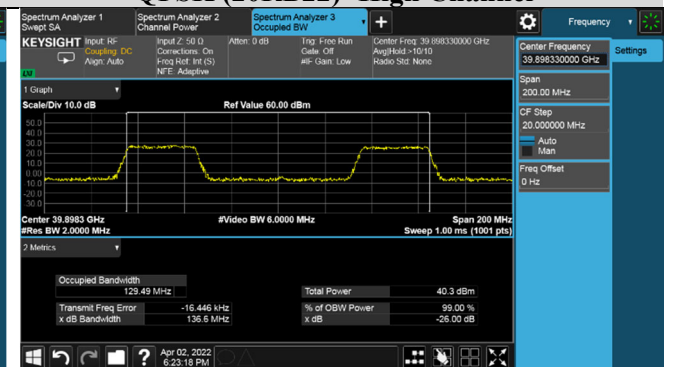 Spectrum Analyzer 1
Swept SA
Spectrum Analyzer 2
Channel Power
Spectrum Analyzer 3
Occupied BW
Frequency
KEYSIGHT
Input: RF
Coupling: DC
Align: Auto
Input Z: 50 Ω
Corrections: On
Freq Ref: Int (S)
NFE: Adaptive
Atten: 0 dB
Trig: Free Run
Gate: Off
#IF Gain: Low
Center Freq: 39.898330000 GHz
Avg|Hold:>10/10
Radio Std: None
Center Frequency
39.898330000 GHz
Settings
Span
200.00 MHz
CF Step
20.000000 MHz
Auto
Man
Freq Offset
0 Hz
1 Graph
Scale/Div 10.0 dB
Ref Value 60.00 dBm
50.0
40.0
30.0
20.0
10.0
0.00
-10.0
-20.0
-30.0
Center 39.8983 GHz
#Video BW 6.0000 MHz
Span 200 MHz
#Res BW 2.0000 MHz
Sweep 1.00 ms (1001 pts)
2 Metrics
Occupied Bandwidth
129.49 MHz
Total Power 40.3 dBm
Transmit Freq Error -16.446 kHz
% of OBW Power 99.00 %
x dB Bandwidth 136.6 MHz
x dB -26.00 dB
Apr 02, 2022
6:23:18 PM